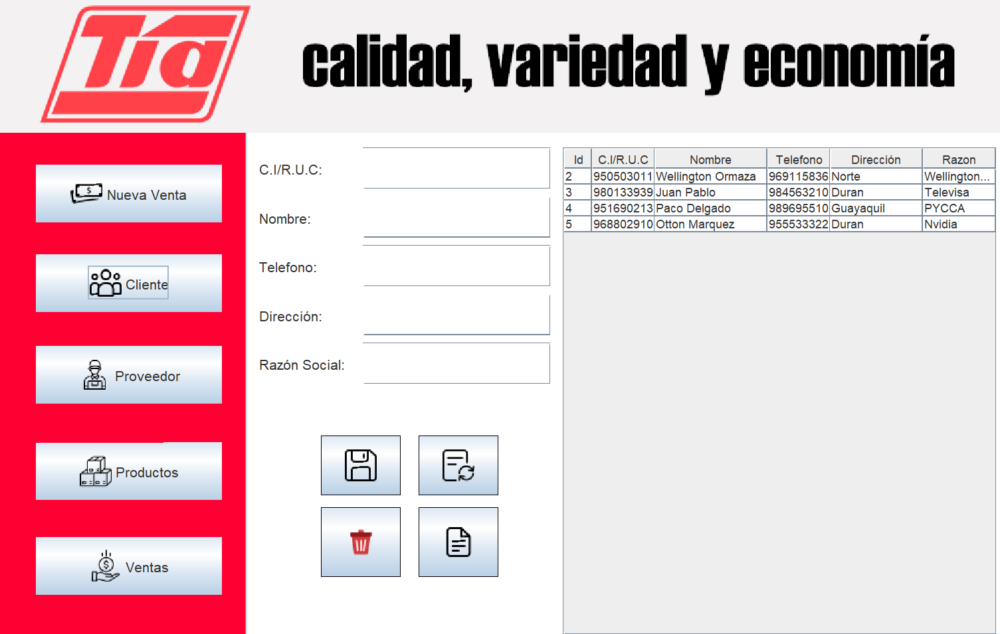 Tía
calidad, variedad y economía
Nueva Venta
Cliente
Proveedor
Productos
Ventas
C.I/R.U.C:
Nombre:
Telefono:
Dirección:
Razón Social:
Id C.I/R.U.C Nombre Telefono Dirección Razon
2 950503011 Wellington Ormaza 969115836 Norte Wellington...
3 980133939 Juan Pablo 984563210 Duran Televisa
4 951690213 Paco Delgado 989695510 Guayaquil PYCCA
5 968802910 Otton Marquez 955533322 Duran Nvidia